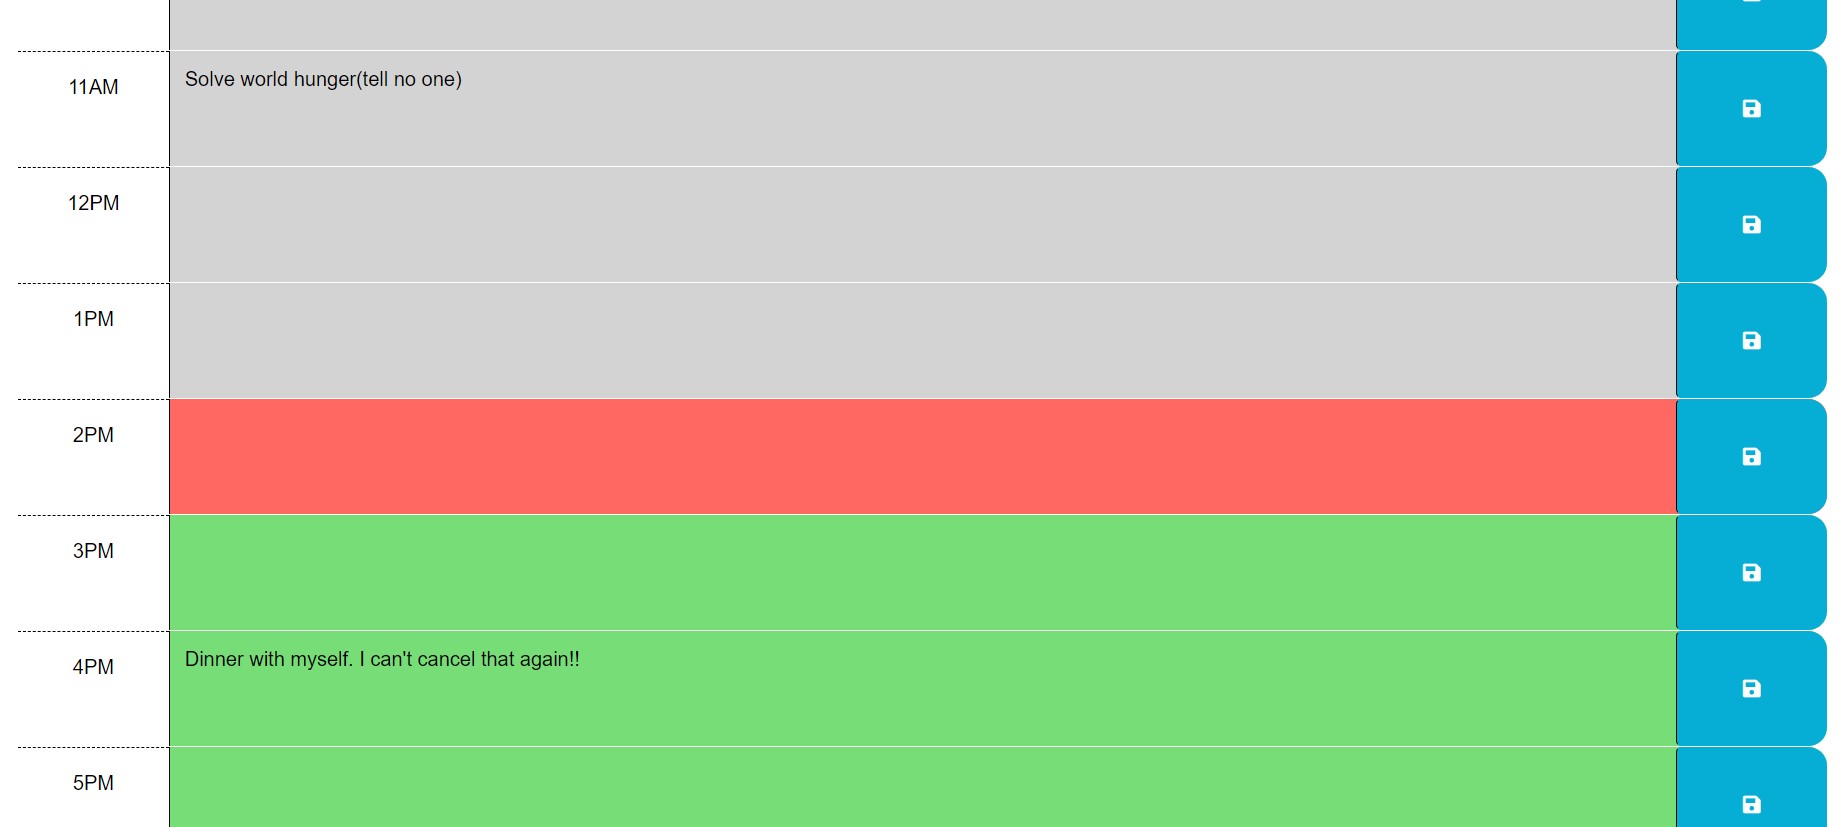 11AM
Solve world hunger(tell no one)
12PM
1PM
2PM
3PM
4PM
Dinner with myself. I can't cancel that again!!
5PM